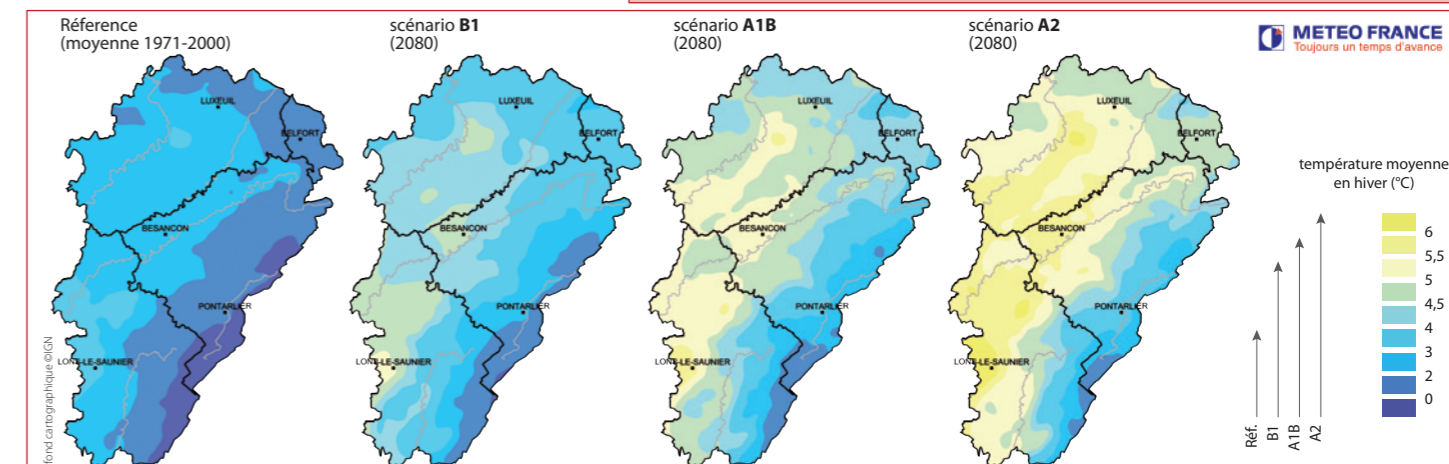 Réference
(moyenne 1971-2000)
scénario B1
(2080)
scénario A1B
(2080)
scénario A2
(2080)
METEO FRANCE
Toujours un temps d'avance
LUXEUIL
BELFORT
BESANCON
PONTARLIER
LONS-LE-SAUNIER
LUXEUIL
BELFORT
BESANCON
PONTARLIER
LONS-LE-SAUNIER
LUXEUIL
BELFORT
BESANCON
PONTARLIER
LONS-LE-SAUNIER
LUXEUIL
BELFORT
BESANCON
PONTARLIER
LONS-LE-SAUNIER
fond cartographique ©IGN
température moyenne
en hiver (°C)
6
5,5
5
4,5
4
3
2
0
Réf.
B1
A1B
A2